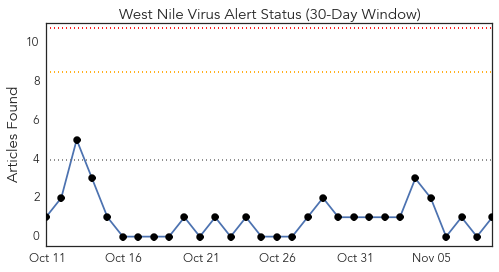 West Nile Virus Alert Status (30-Day Window)
Articles Found
10
8
6
4
2
0
Oct 11
Oct 16
Oct 21
Oct 26
Oct 31
Nov 05